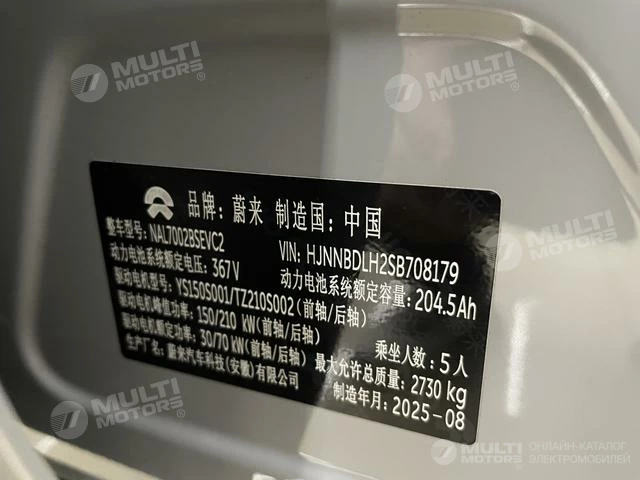 MULTI MOTORS®
MULTI MOTORS®
品牌: 蔚来 制造国: 中国
整车型号: NAL7002BSEVC2
VIN: HJNNBDLH2SB708179
动力电池系统额定电压: 367V
动力电池系统额定容量: 204.5Ah
驱动电机型号: YS150S001/TZ210S002(前轴/后轴)
驱动电机峰值功率: 150/210 kW(前轴/后轴)
驱动电机额定功率: 30/70 kW(前轴/后轴)
乘坐人数: 5人
生产厂名: 蔚来汽车科技(安徽)有限公司
最大允许总质量: 2730 kg
制造年月: 2025-08
MULTI MOTORS®
MULTI MOTORS®
ОНЛАЙН-КАТАЛОГ
ЭЛЕКТРОМОБИЛЕЙ